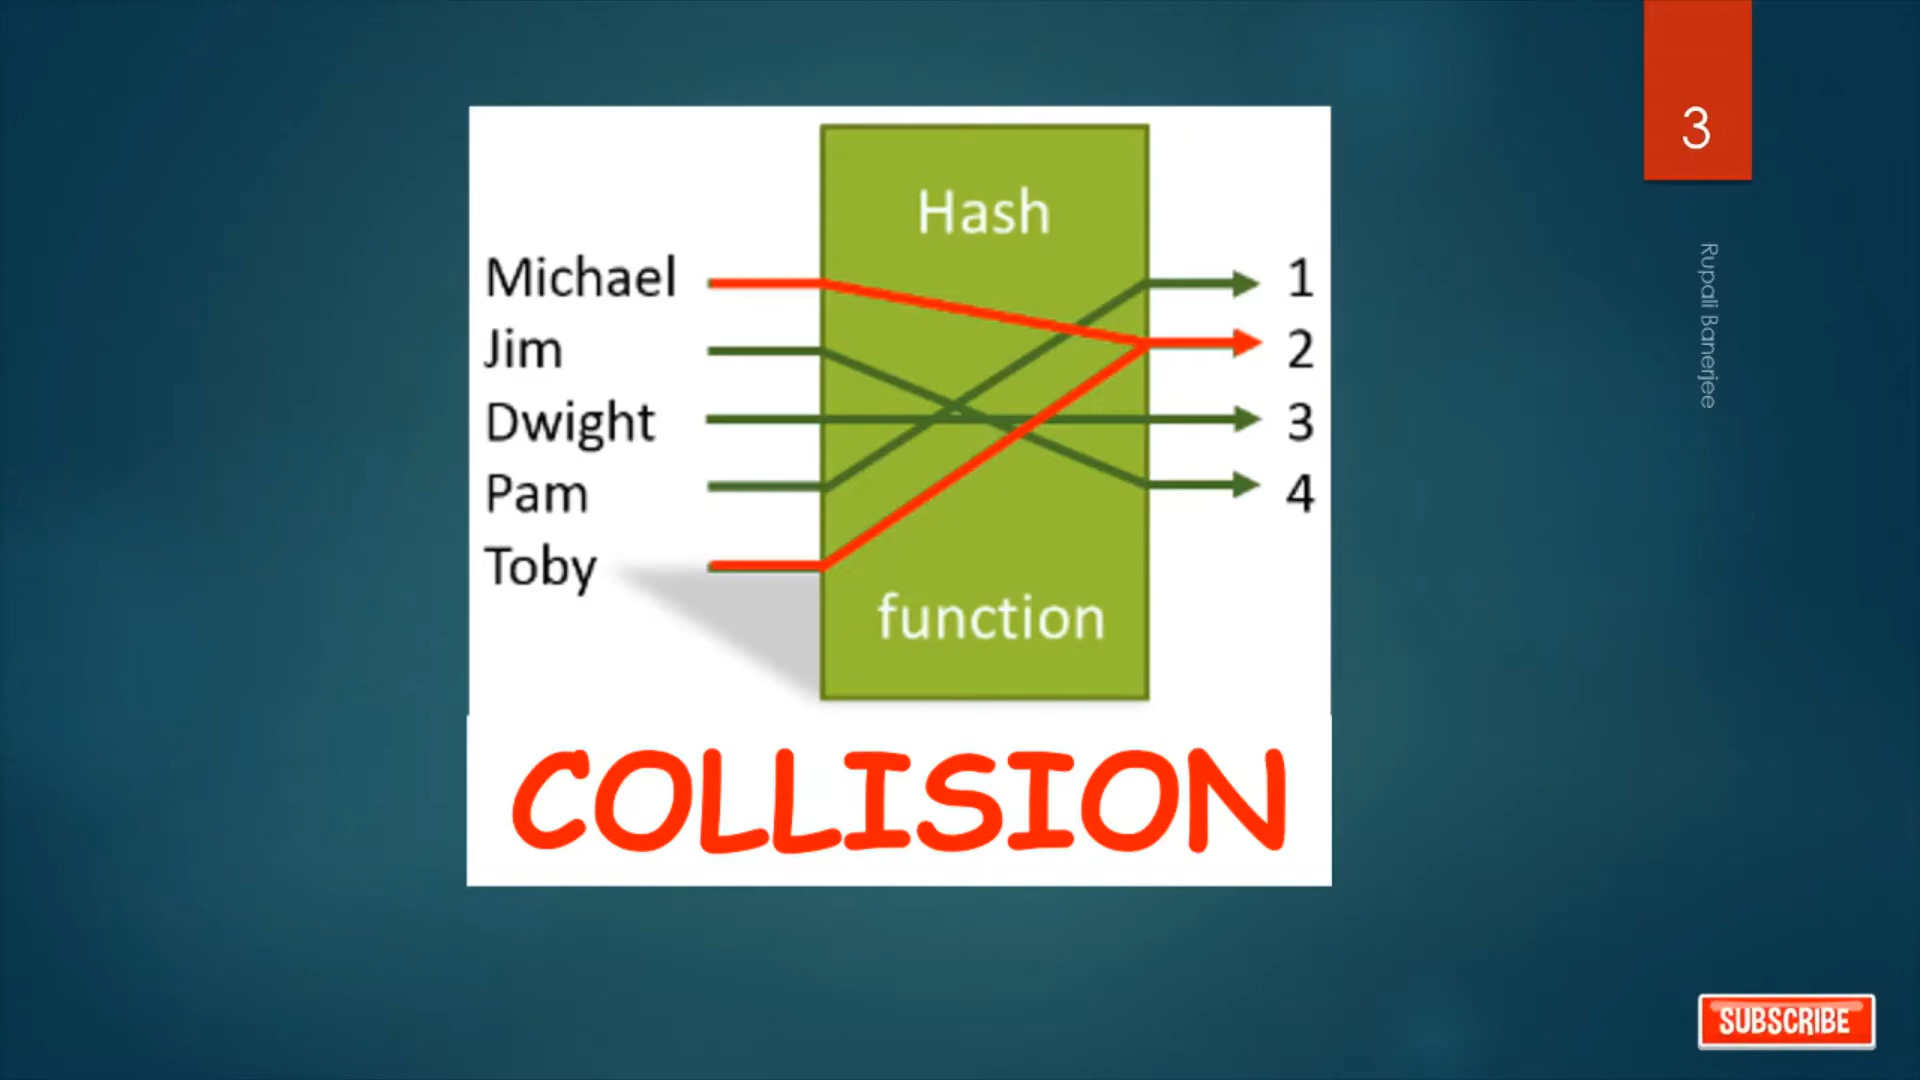 3
Rupali Banerjee
Hash
function
Michael
Jim
Dwight
Pam
Toby
1
2
3
4
COLLISION
SUBSCRIBE